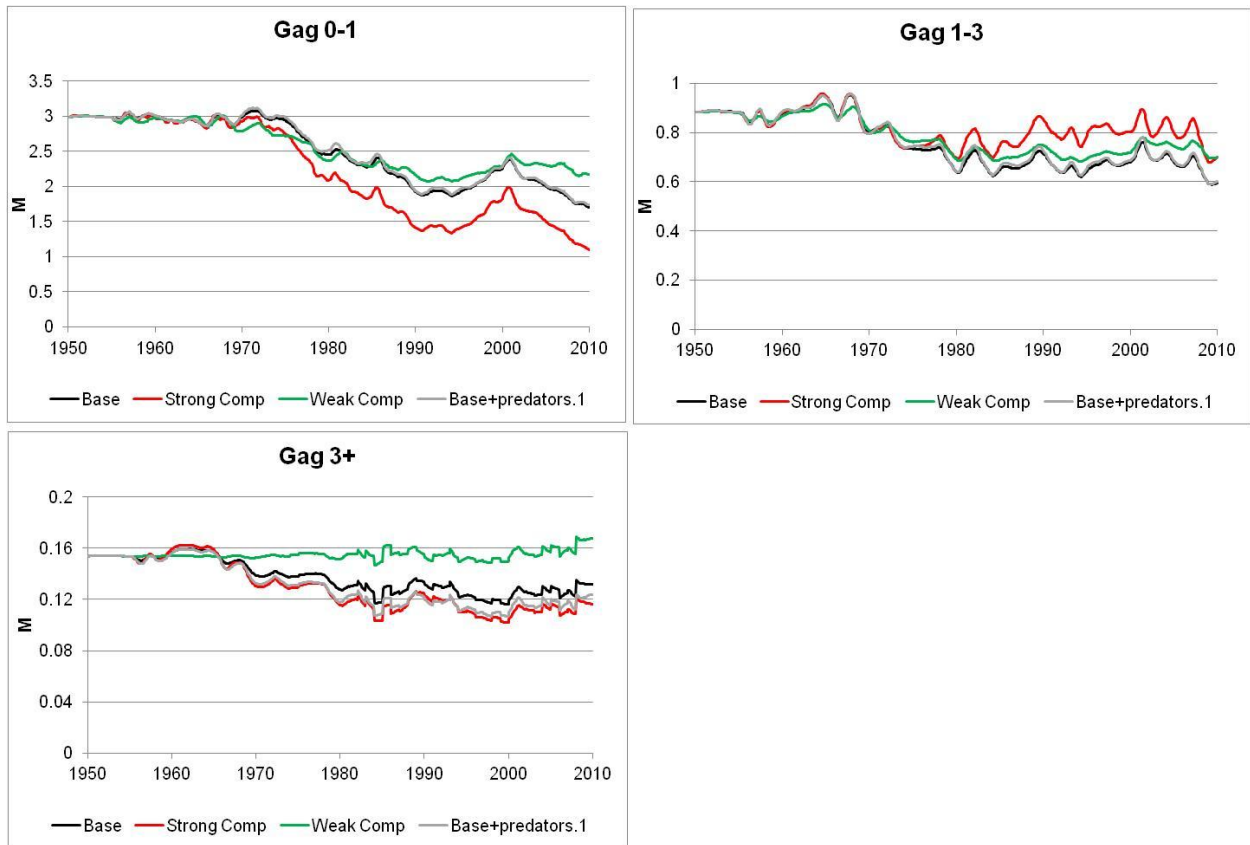 Gag 0-1
3.5
3
2.5
2
1.5
1
0.5
0
M
1950 1960 1970 1980 1990 2000 2010
Base Strong Comp Weak Comp Base+predators.1
Gag 1-3
1
0.8
0.6
0.4
0.2
0
M
1950 1960 1970 1980 1990 2000 2010
Base Strong Comp Weak Comp Base+predators.1
Gag 3+
0.2
0.16
0.12
0.08
0.04
0
M
1950 1960 1970 1980 1990 2000 2010
Base Strong Comp Weak Comp Base+predators.1